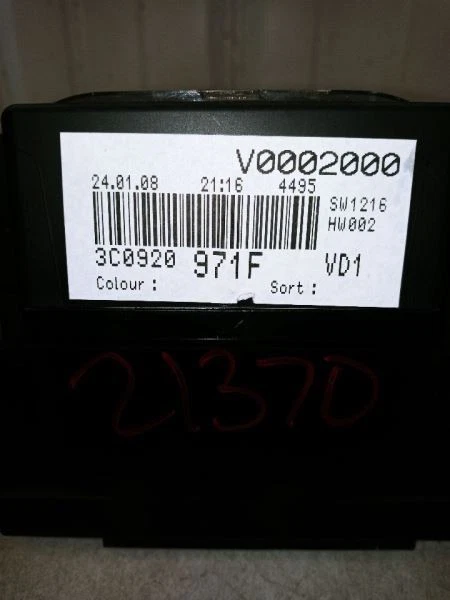 V0002000
24.01.08 21:16 4495
SW1216
HW002
3C0920 971F VD1
Colour : Sort :
21370